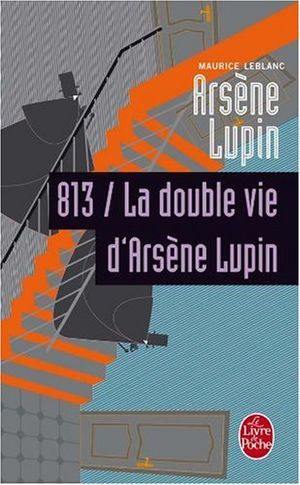 MAURICE LEBLANC
Arsène
Lupin
813 / La double vie
d'Arsène Lupin
Le
Livre
de
Poche